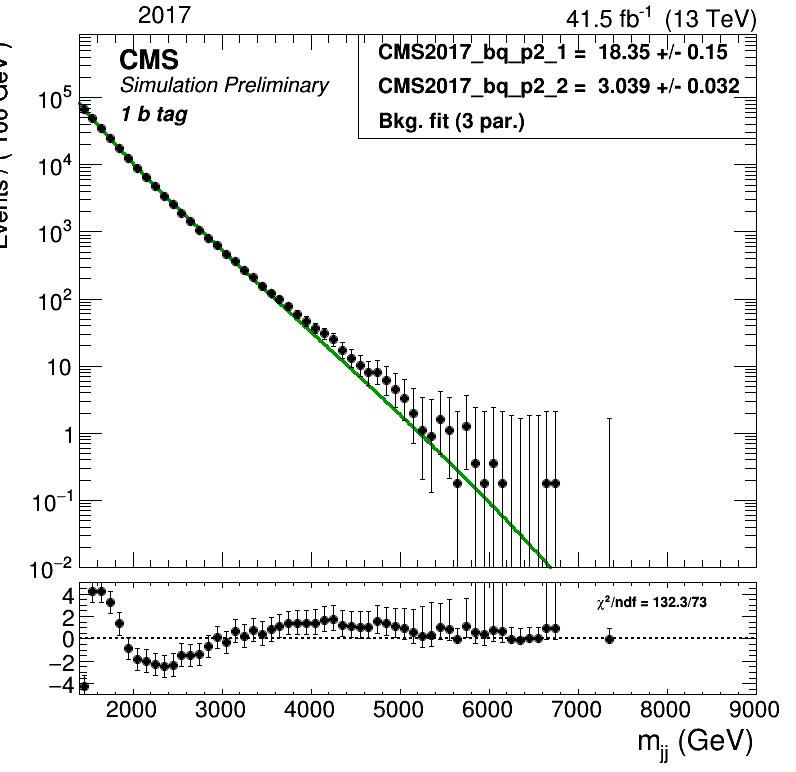 2017 41.5 fb⁻¹ (13 TeV)
CMS
Simulation Preliminary
1 b tag
CMS2017_bq_p2_1 = 18.35 +/- 0.15
CMS2017_bq_p2_2 = 3.039 +/- 0.032
Bkg. fit (3 par.)
10⁵
10⁴
10³
10²
10
1
10⁻¹
10⁻²
χ²/ndf = 132.3/73
4
2
0
−2
−4
2000 3000 4000 5000 6000 7000 8000 9000
m_jj (GeV)